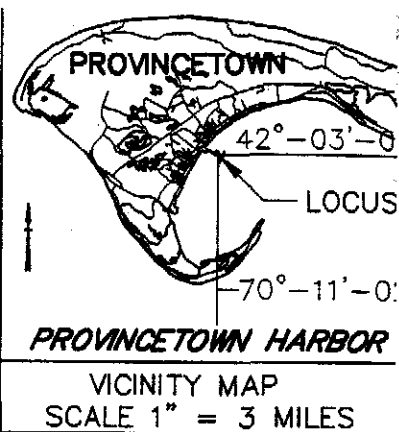 PROVINCETOWN
42°-03'-0
LOCUS
70°-11'-0
PROVINCETOWN HARBOR
VICINITY MAP
SCALE 1" = 3 MILES